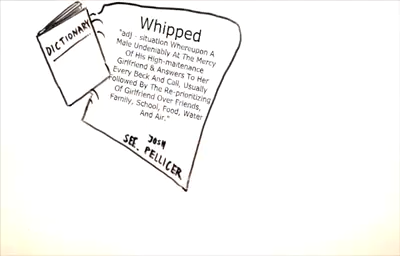 DICTIONARY
Whipped
"adj - situation Whereupon A
Male Undeniably At The Mercy
Of His High-maitenance
Girlfriend & Answers To Her
Every Beck And Call, Usually
Followed By The Re-prioritizing
Of Girlfriend Over Friends,
Family, School, Food, Water
And Air."
SEE. JOSH
PELLICER